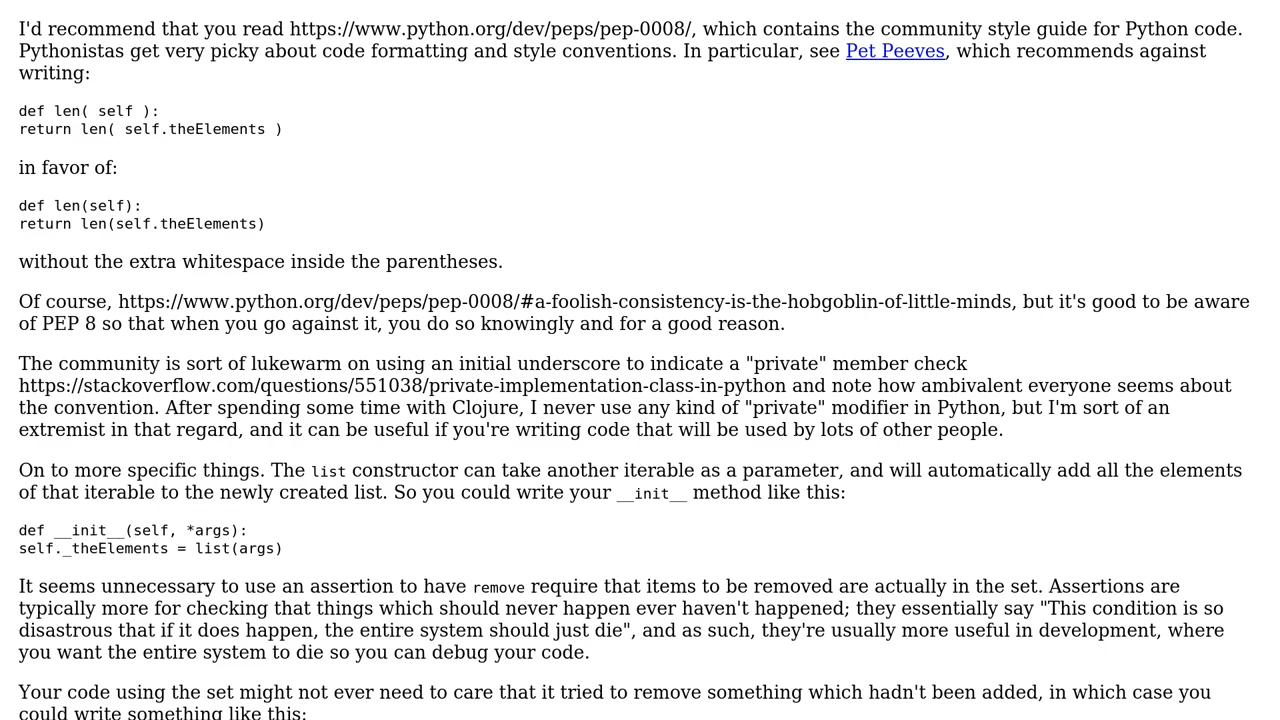 I'd recommend that you read https://www.python.org/dev/peps/pep-0008/, which contains the community style guide for Python code.
Pythonistas get very picky about code formatting and style conventions. In particular, see Pet Peeves, which recommends against
writing:
def len( self ):
return len( self.theElements )
in favor of:
def len(self):
return len(self.theElements)
without the extra whitespace inside the parentheses.
Of course, https://www.python.org/dev/peps/pep-0008/#a-foolish-consistency-is-the-hobgoblin-of-little-minds, but it's good to be aware
of PEP 8 so that when you go against it, you do so knowingly and for a good reason.
The community is sort of lukewarm on using an initial underscore to indicate a "private" member check
https://stackoverflow.com/questions/551038/private-implementation-class-in-python and note how ambivalent everyone seems about
the convention. After spending some time with Clojure, I never use any kind of "private" modifier in Python, but I'm sort of an
extremist in that regard, and it can be useful if you're writing code that will be used by lots of other people.
On to more specific things. The list constructor can take another iterable as a parameter, and will automatically add all the elements
of that iterable to the newly created list. So you could write your __init__ method like this:
def __init__(self, *args):
self._theElements = list(args)
It seems unnecessary to use an assertion to have remove require that items to be removed are actually in the set. Assertions are
typically more for checking that things which should never happen ever haven't happened; they essentially say "This condition is so
disastrous that if it does happen, the entire system should just die", and as such, they're usually more useful in development, where
you want the entire system to die so you can debug your code.
Your code using the set might not ever need to care that it tried to remove something which hadn't been added, in which case you
could write something like this: